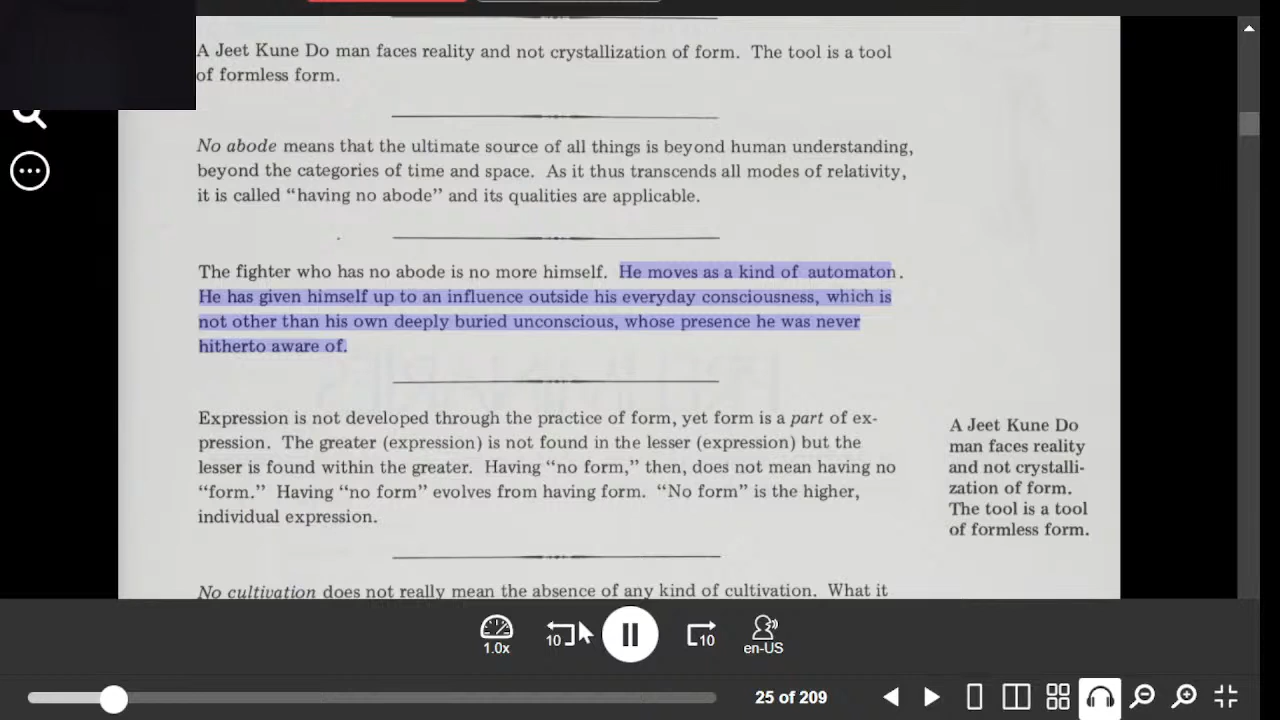 A Jeet Kune Do man faces reality and not crystallization of form. The tool is a tool
of formless form.
No abode means that the ultimate source of all things is beyond human understanding,
beyond the categories of time and space. As it thus transcends all modes of relativity,
it is called “having no abode” and its qualities are applicable.
The fighter who has no abode is no more himself. He moves as a kind of automaton.
He has given himself up to an influence outside his everyday consciousness, which is
not other than his own deeply buried unconscious, whose presence he was never
hitherto aware of.
Expression is not developed through the practice of form, yet form is a part of ex-
pression. The greater (expression) is not found in the lesser (expression) but the
lesser is found within the greater. Having “no form,” then, does not mean having no
“form.” Having “no form” evolves from having form. “No form” is the higher,
individual expression.
A Jeet Kune Do
man faces reality
and not crystalli-
zation of form.
The tool is a tool
of formless form.
No cultivation does not really mean the absence of any kind of cultivation. What it
1.0x
10
10
en-US
25 of 209